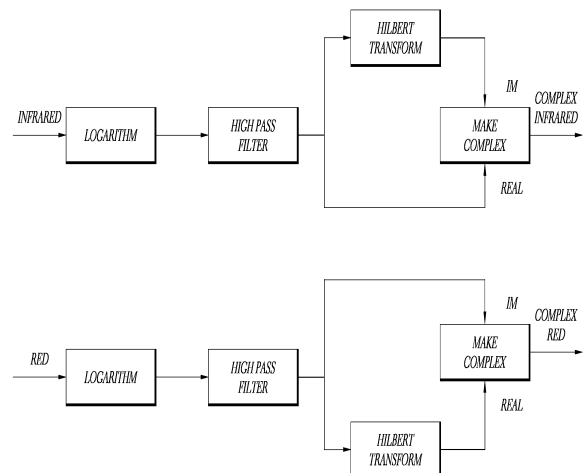 HILBERT
TRANSFORM
IM
COMPLEX
INFRARED
INFRARED
LOGARITHM
HIGH PASS
FILTER
MAKE
COMPLEX
REAL
IM
COMPLEX
RED
RED
LOGARITHM
HIGH PASS
FILTER
MAKE
COMPLEX
REAL
HILBERT
TRANSFORM